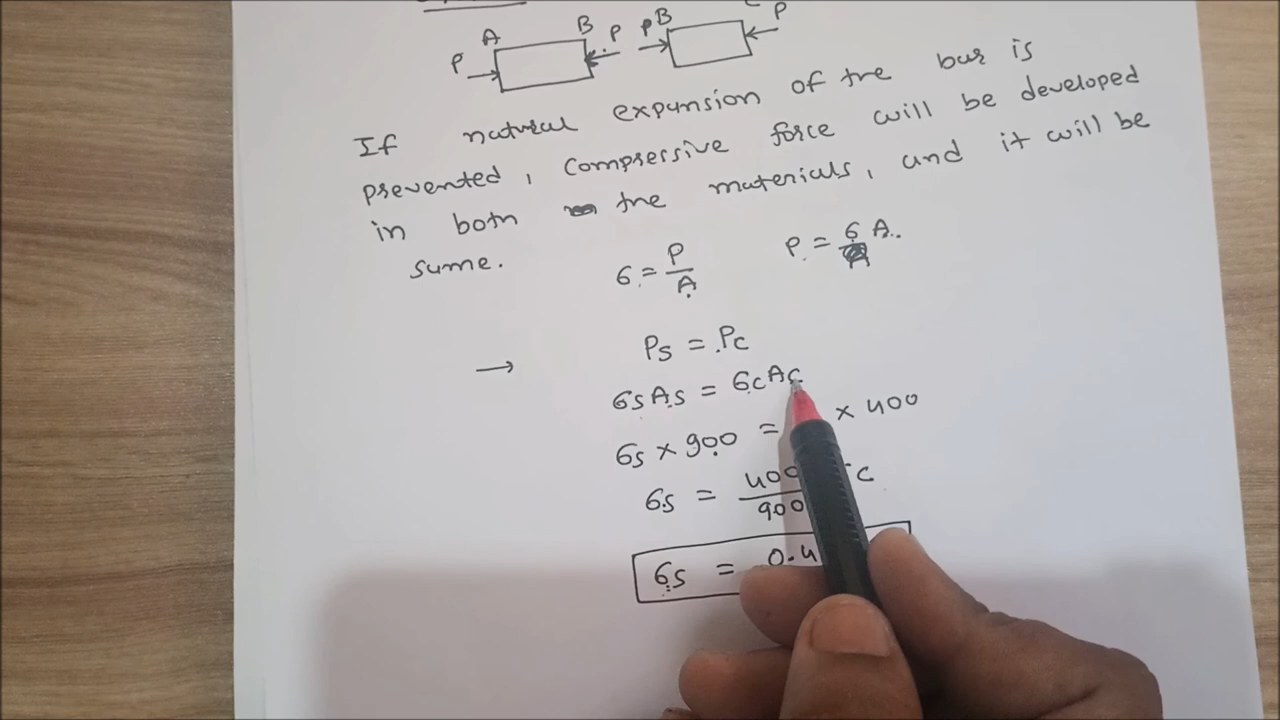 A B P P B P
P
If natural expansion of the bar is
prevented, compressive force will be developed
in both the materials, and it will be
same.
σ = P/A P = σ A.
→ Ps = Pc
σs As = σc Ac
σs × 900 = × 400
σs = 400/900 c
σs = 0.4